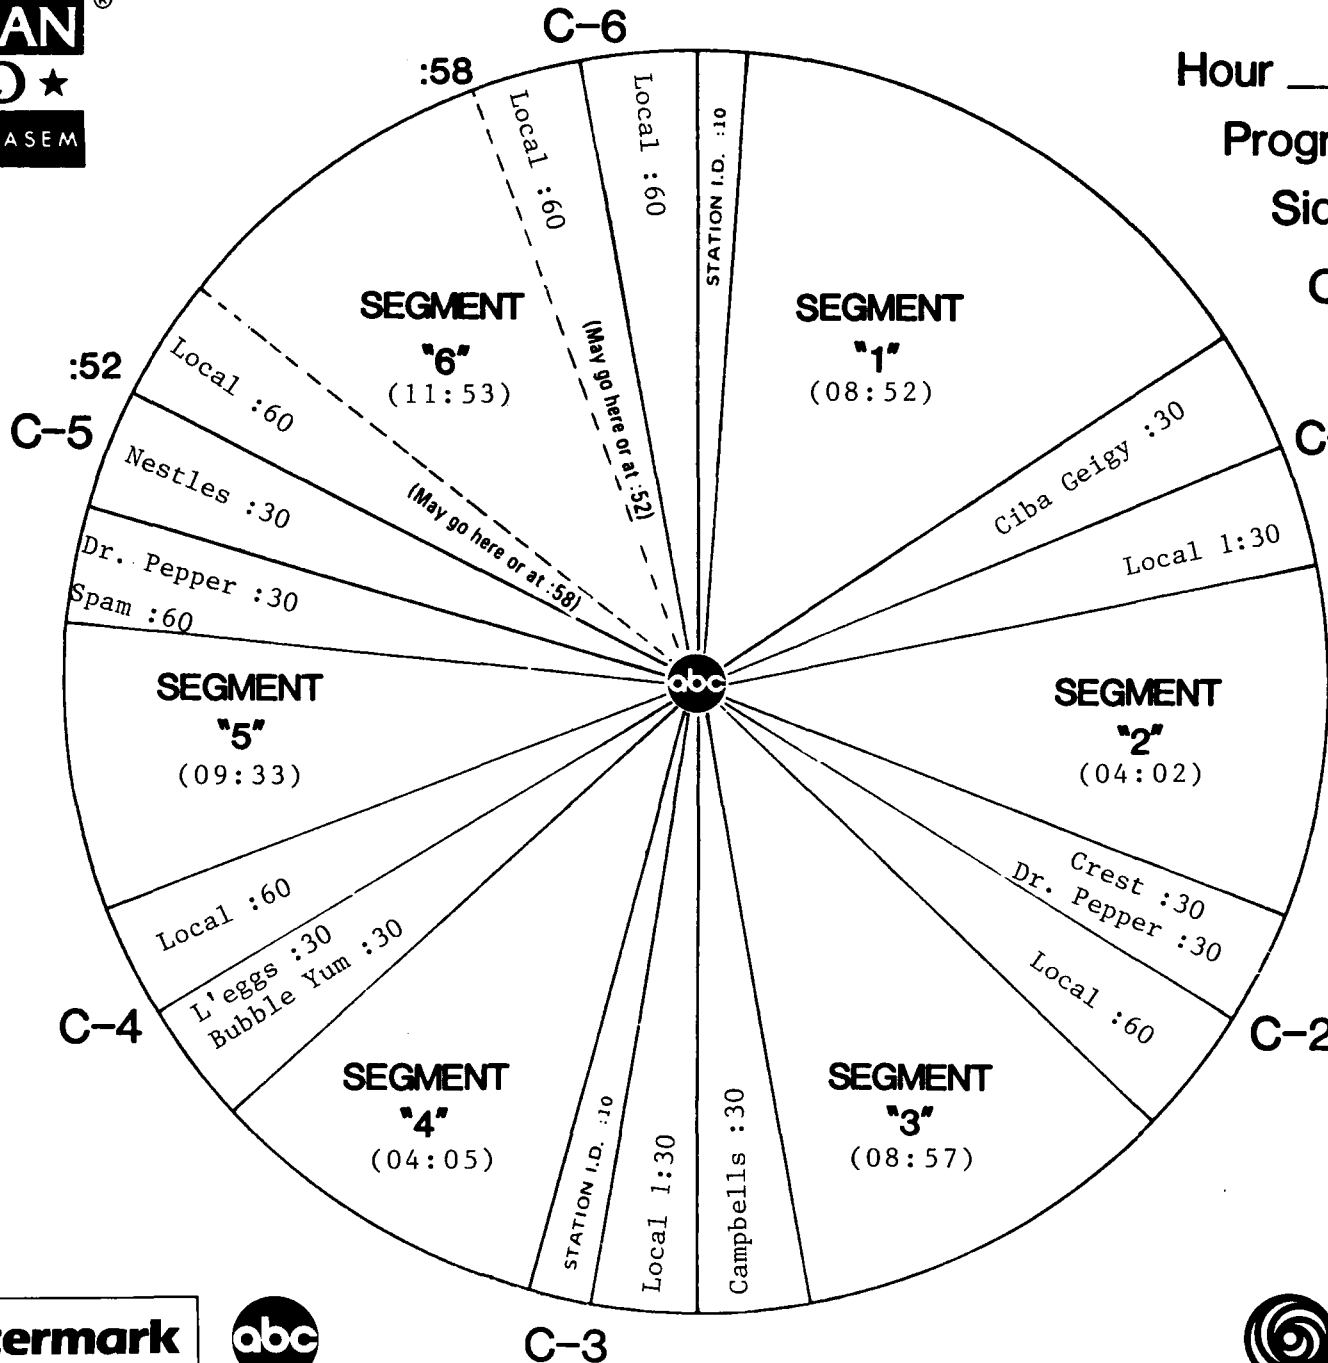 AN
®
★
ASEM
Hour
C-6
:58
Local :60
Local :60
STATION I.D. :10
SEGMENT
"1"
(08:52)
Ciba Geigy :30
Local 1:30
SEGMENT
"2"
(04:02)
Crest :30
Dr. Pepper :30
C-2
Local :60
SEGMENT
"3"
(08:57)
Campbells :30
C-3
Local 1:30
STATION I.D. :10
SEGMENT
"4"
(04:05)
L'eggs :30
Bubble Yum :30
C-4
Local :60
SEGMENT
"5"
(09:33)
Spam :60
Dr. Pepper :30
Nestles :30
C-5
:52
Local :60
(May go here or at :58)
SEGMENT
"6"
(11:53)
(May go here or at :52)
abc
termark
abc